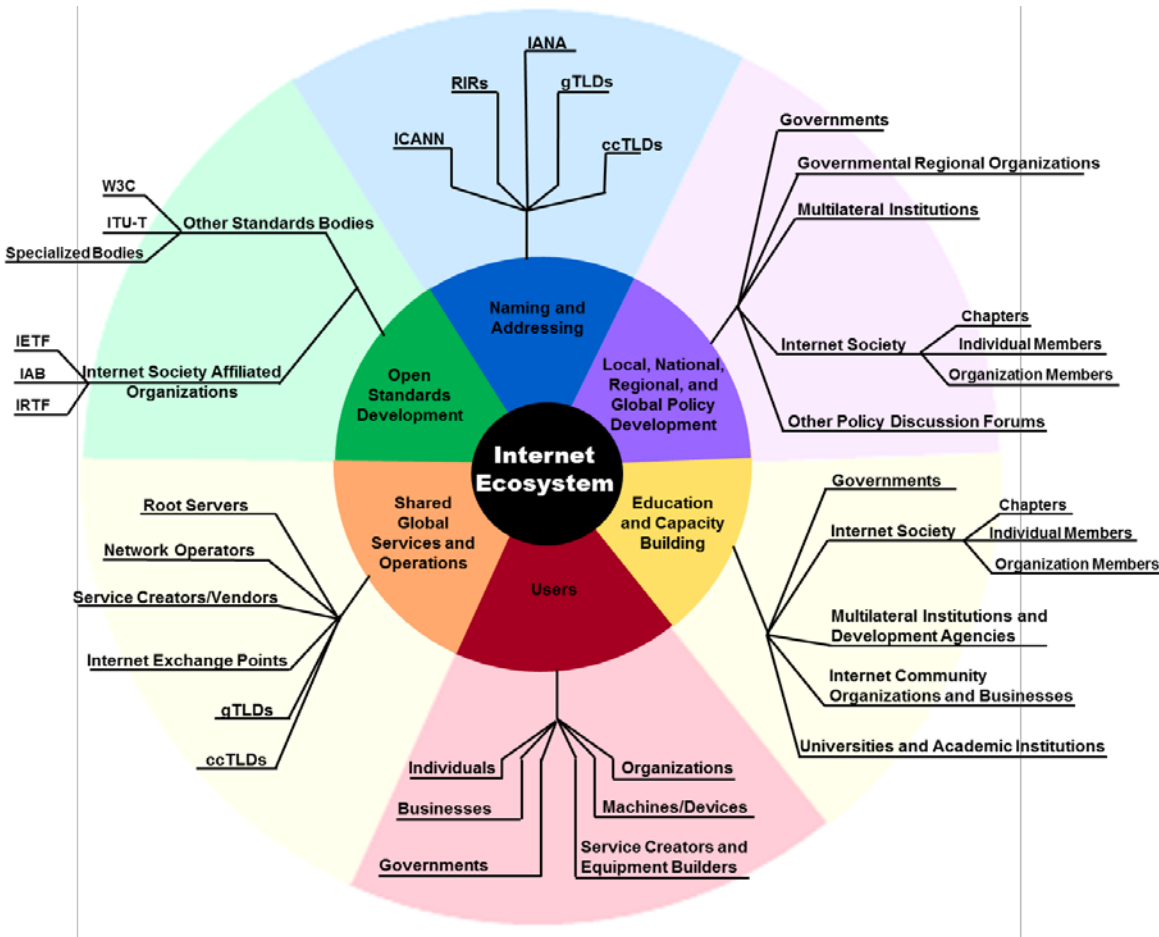 IANA
RIRs
gTLDs
ICANN
ccTLDs
Naming and
Addressing
Governments
Governmental Regional Organizations
Multilateral Institutions
Internet Society
Chapters
Individual Members
Organization Members
Other Policy Discussion Forums
Local, National,
Regional, and
Global Policy
Development
W3C
ITU-T
Specialized Bodies
Other Standards Bodies
IETF
IAB
IRTF
Internet Society Affiliated
Organizations
Open
Standards
Development
Internet
Ecosystem
Shared
Global
Services and
Operations
Root Servers
Network Operators
Service Creators/Vendors
Internet Exchange Points
gTLDs
ccTLDs
Education
and Capacity
Building
Governments
Internet Society
Chapters
Individual Members
Organization Members
Multilateral Institutions and
Development Agencies
Internet Community
Organizations and Businesses
Universities and Academic Institutions
Users
Individuals
Businesses
Governments
Organizations
Machines/Devices
Service Creators and
Equipment Builders